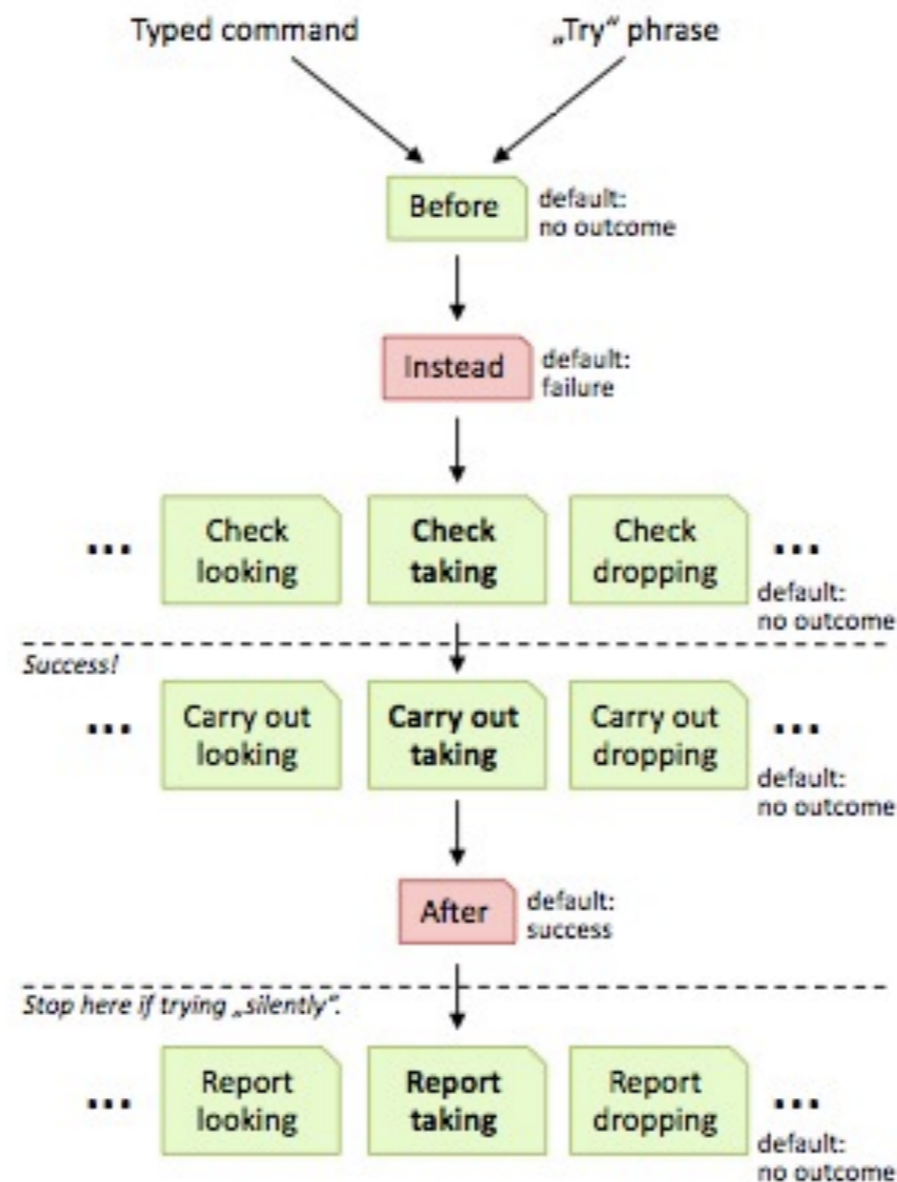 Typed command
„Try“ phrase
Before
default:
no outcome
Instead
default:
failure
...
Check
looking
Check
taking
Check
dropping
...
default:
no outcome
Success!
...
Carry out
looking
Carry out
taking
Carry out
dropping
...
default:
no outcome
After
default:
success
Stop here if trying „silently“.
...
Report
looking
Report
taking
Report
dropping
...
default:
no outcome